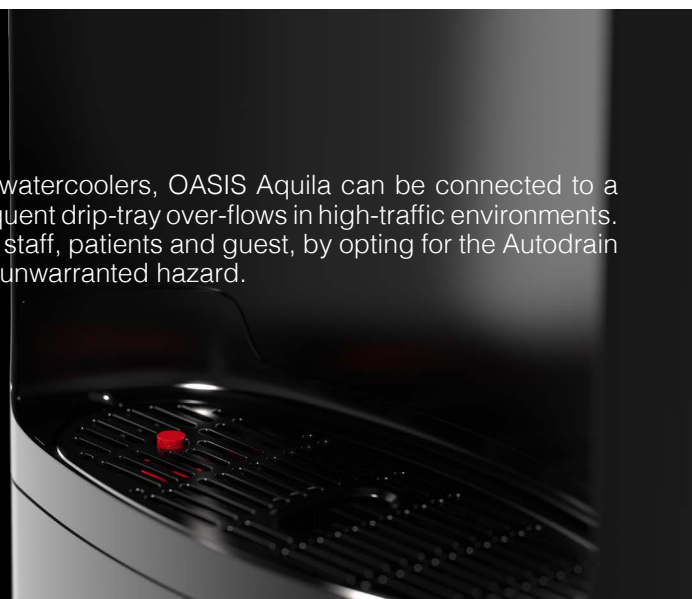 watercoolers, OASIS Aquila can be connected to a
quent drip-tray over-flows in high-traffic environments.
staff, patients and guest, by opting for the Autodrain
unwarranted hazard.